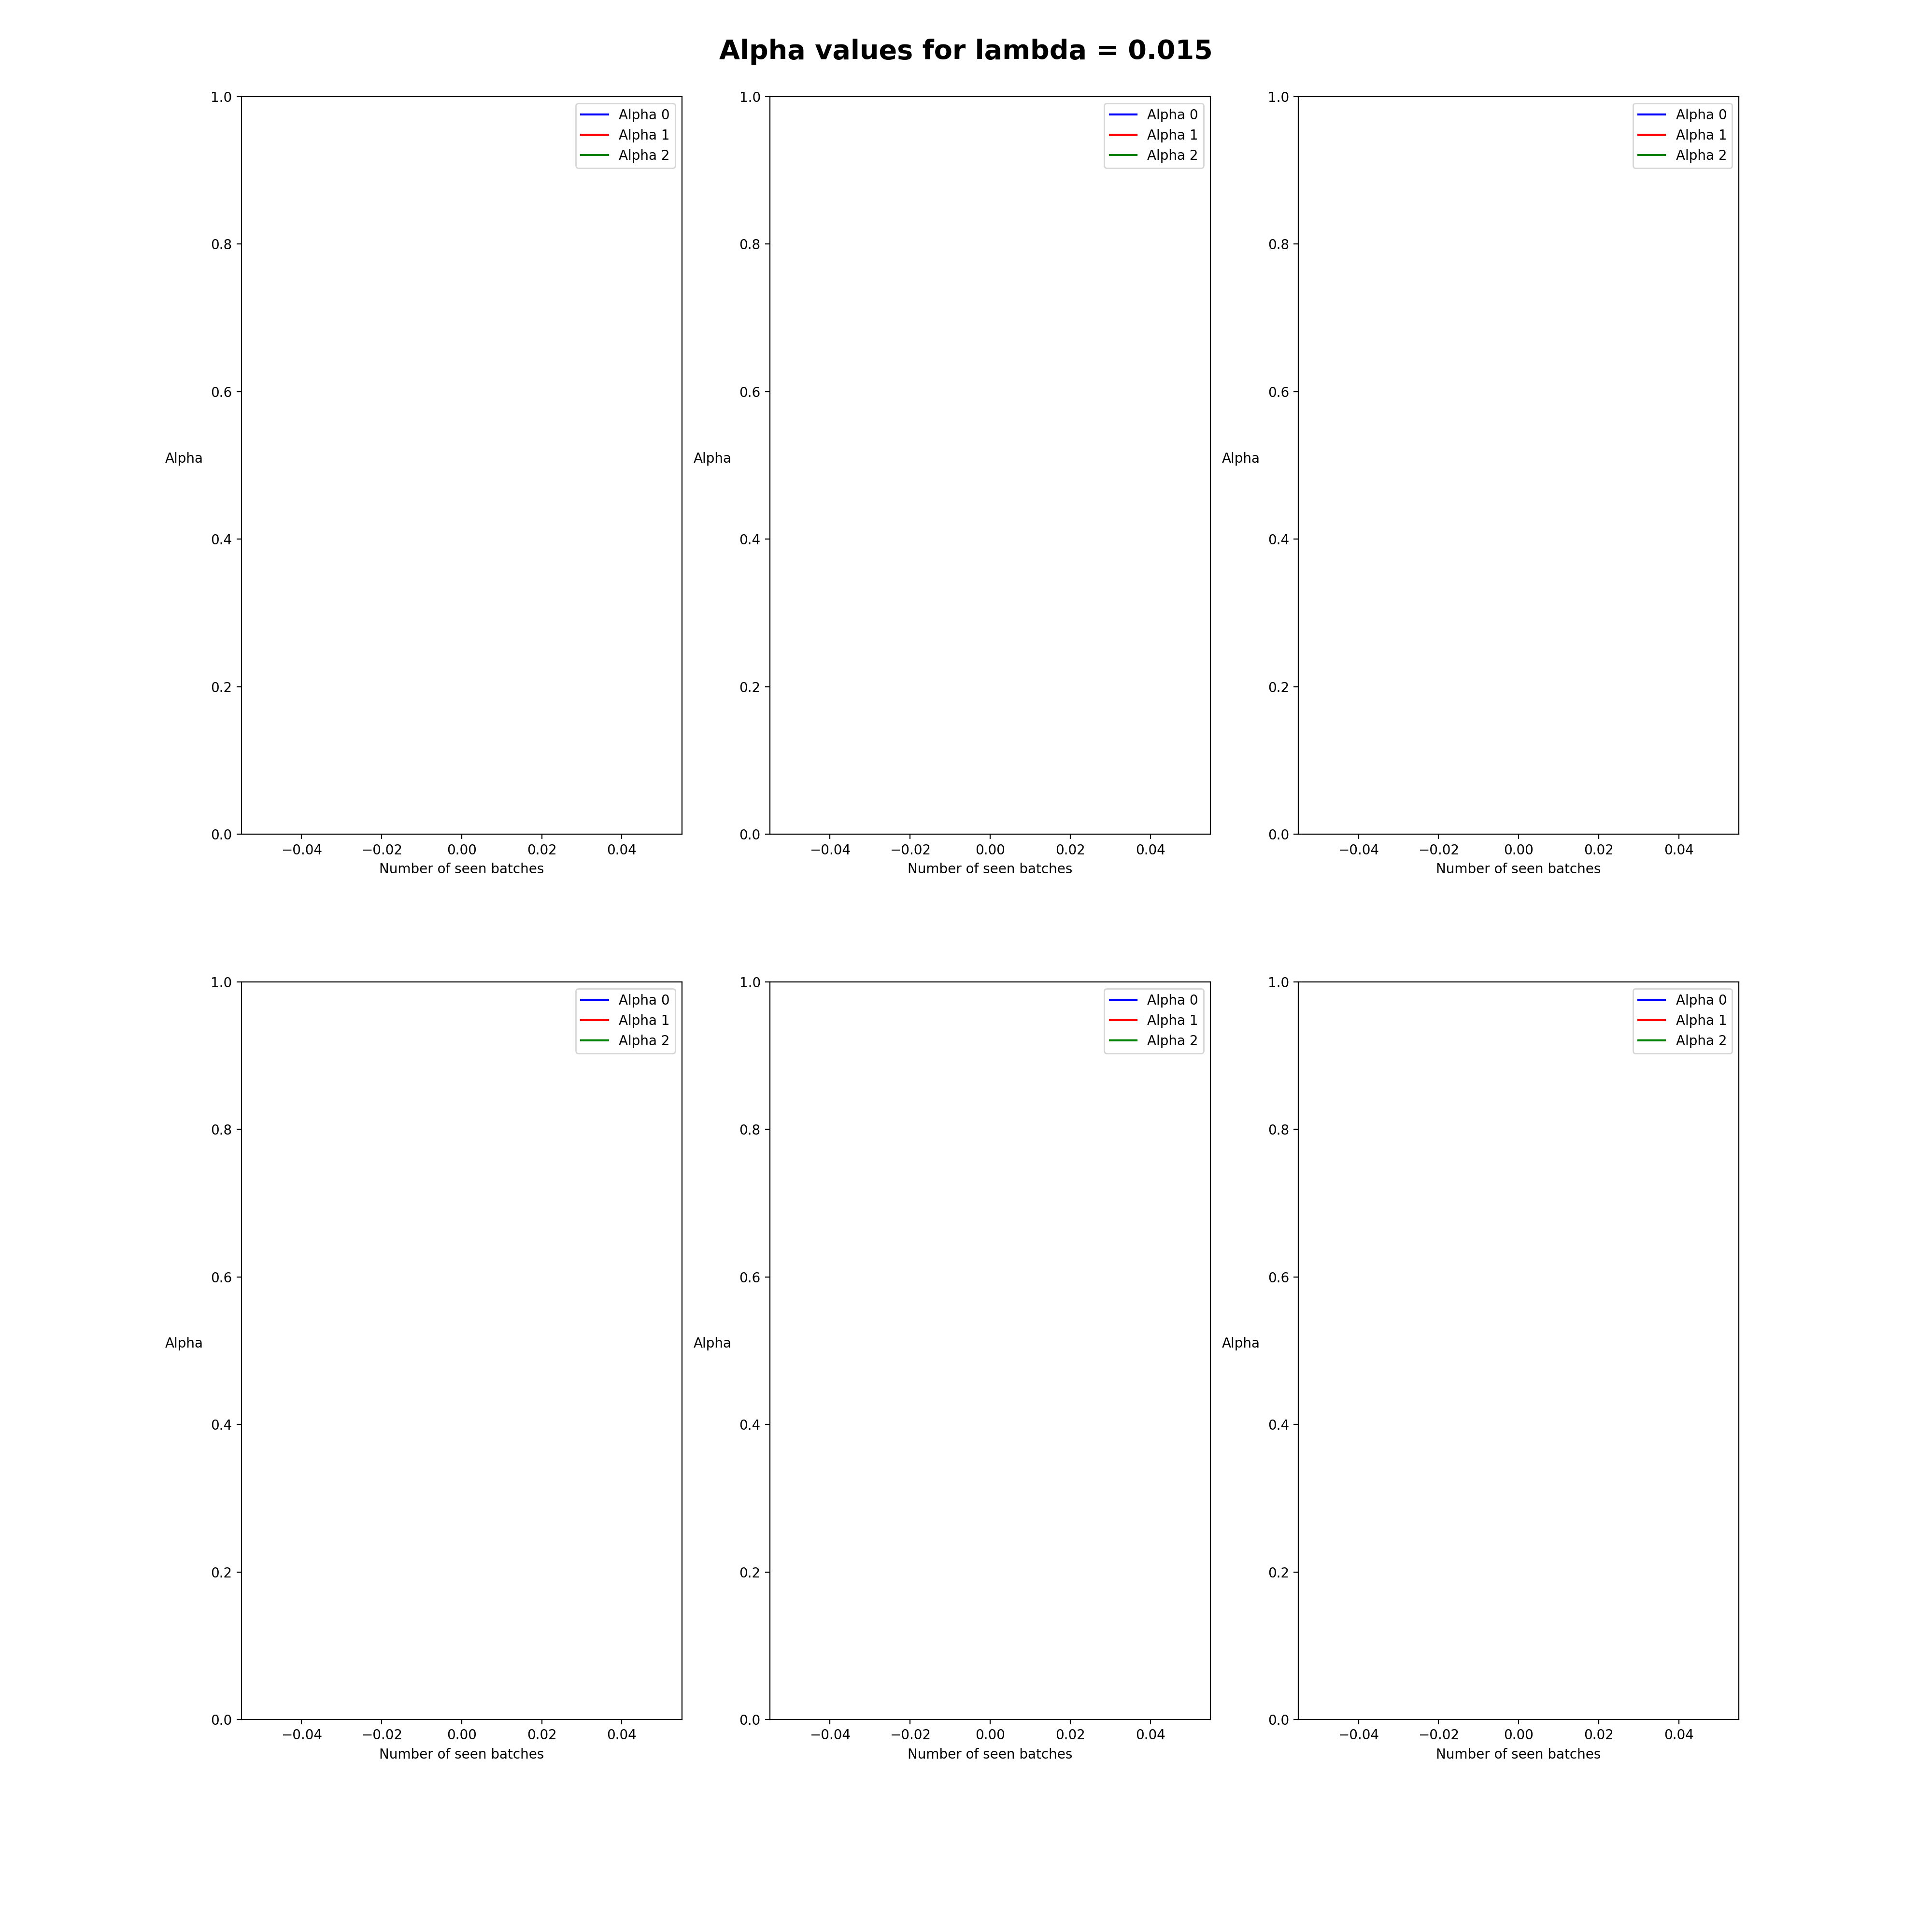 Alpha values for lambda = 0.015
1.0 1.0 1.0
Alpha 0 Alpha 0 Alpha 0
Alpha 1 Alpha 1 Alpha 1
Alpha 2 Alpha 2 Alpha 2
0.8 0.8 0.8
0.6 0.6 0.6
Alpha Alpha Alpha
0.4 0.4 0.4
0.2 0.2 0.2
0.0 0.0 0.0
−0.04 −0.02 0.00 0.02 0.04 −0.04 −0.02 0.00 0.02 0.04 −0.04 −0.02 0.00 0.02 0.04
Number of seen batches Number of seen batches Number of seen batches
1.0 1.0 1.0
Alpha 0 Alpha 0 Alpha 0
Alpha 1 Alpha 1 Alpha 1
Alpha 2 Alpha 2 Alpha 2
0.8 0.8 0.8
0.6 0.6 0.6
Alpha Alpha Alpha
0.4 0.4 0.4
0.2 0.2 0.2
0.0 0.0 0.0
−0.04 −0.02 0.00 0.02 0.04 −0.04 −0.02 0.00 0.02 0.04 −0.04 −0.02 0.00 0.02 0.04
Number of seen batches Number of seen batches Number of seen batches